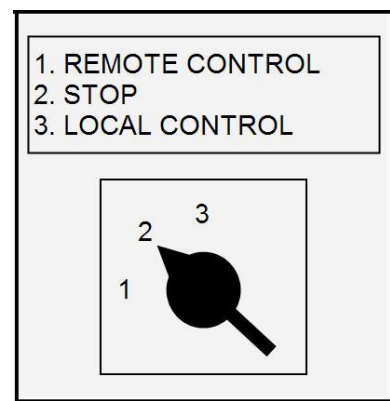 1. REMOTE CONTROL
2. STOP
3. LOCAL CONTROL
3
2
1